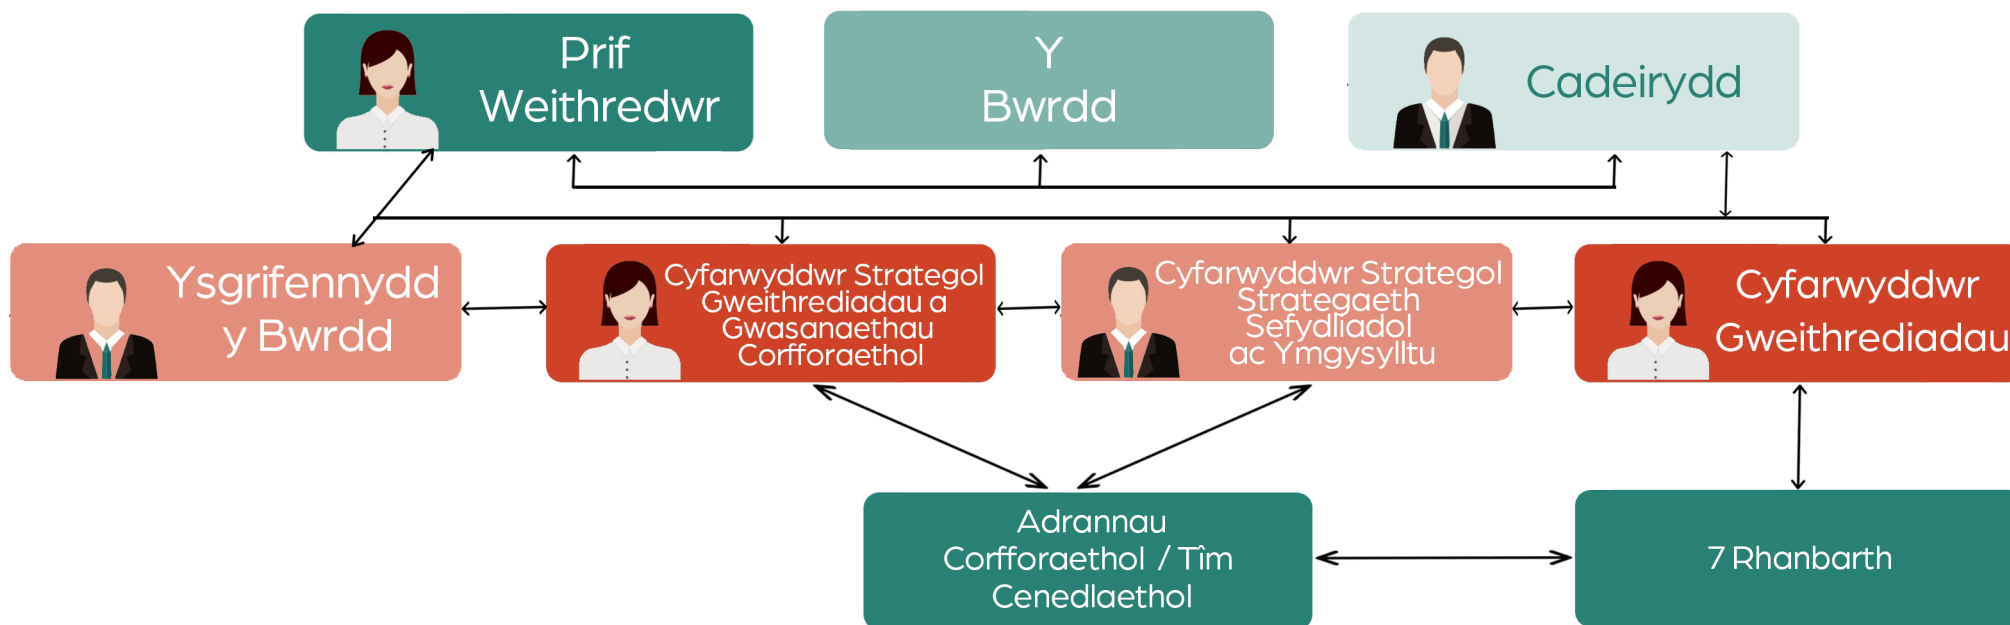 Prif
Weithredwr
Y
Bwrdd
Cadeirydd
Ysgrifennydd
y Bwrdd
Cyfarwyddwr Strategol
Gweithrediadau a
Gwasanaethau
Corfforaethol
Cyfarwyddwr Strategol
Strategaeth
Sefydliadol
ac Ymgysylltu
Cyfarwyddwr
Gweithrediadau
Adrannau
Corfforaethol / Tîm
Cenedlaethol
7 Rhanbarth